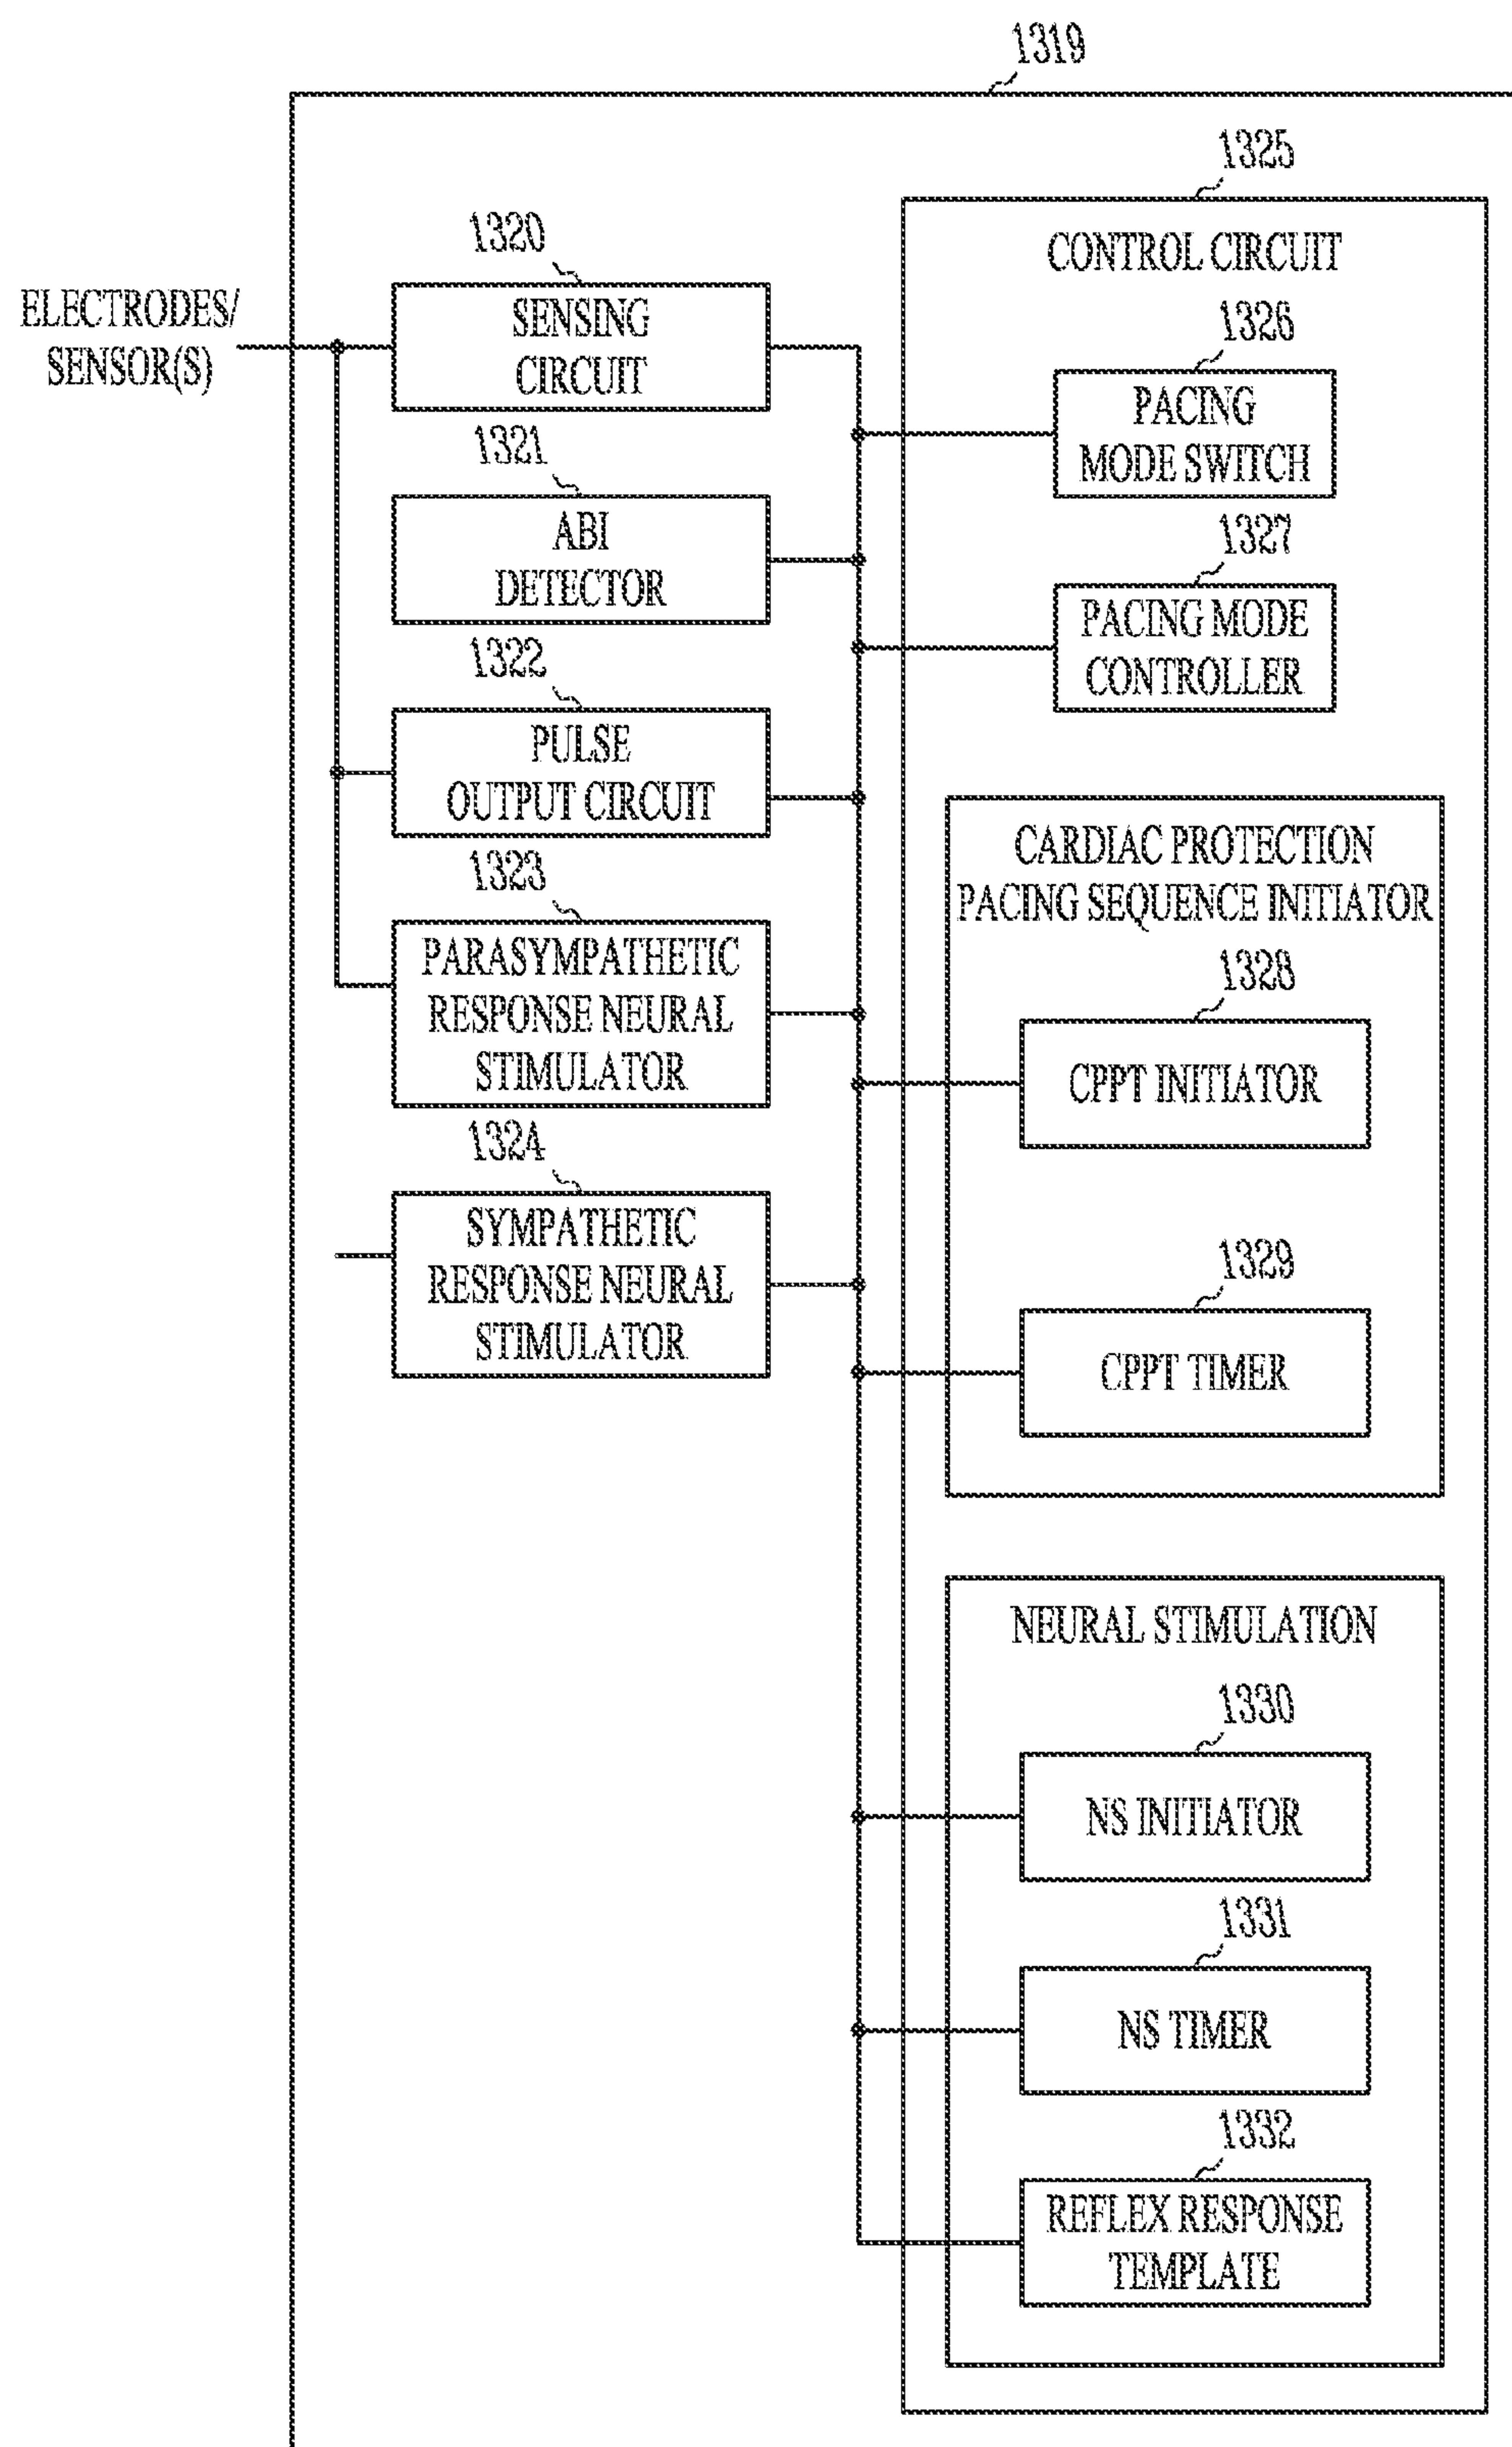 1319
1325
CONTROL CIRCUIT
1320
SENSING
CIRCUIT
ELECTRODES/
SENSOR(S)
1326
PACING
MODE SWITCH
1321
ABI
DETECTOR
1327
PACING MODE
CONTROLLER
1322
PULSE
OUTPUT CIRCUIT
CARDIAC PROTECTION
PACING SEQUENCE INITIATOR
1323
PARASYMPATHETIC
RESPONSE NEURAL
STIMULATOR
1328
CPPT INITIATOR
1324
SYMPATHETIC
RESPONSE NEURAL
STIMULATOR
1329
CPPT TIMER
NEURAL STIMULATION
1330
NS INITIATOR
1331
NS TIMER
1332
REFLEX RESPONSE
TEMPLATE